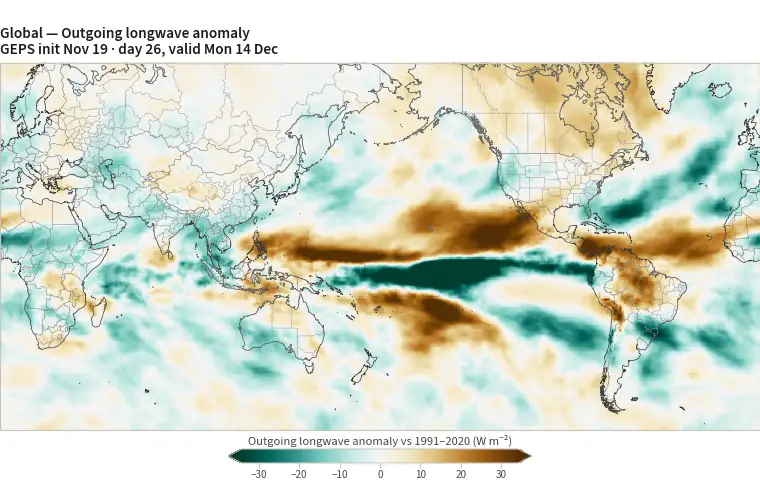 Global — Outgoing longwave anomaly
GEPS init Nov 19 · day 26, valid Mon 14 Dec
Outgoing longwave anomaly vs 1991–2020 (W m⁻²)
−30 −20 −10 0 10 20 30